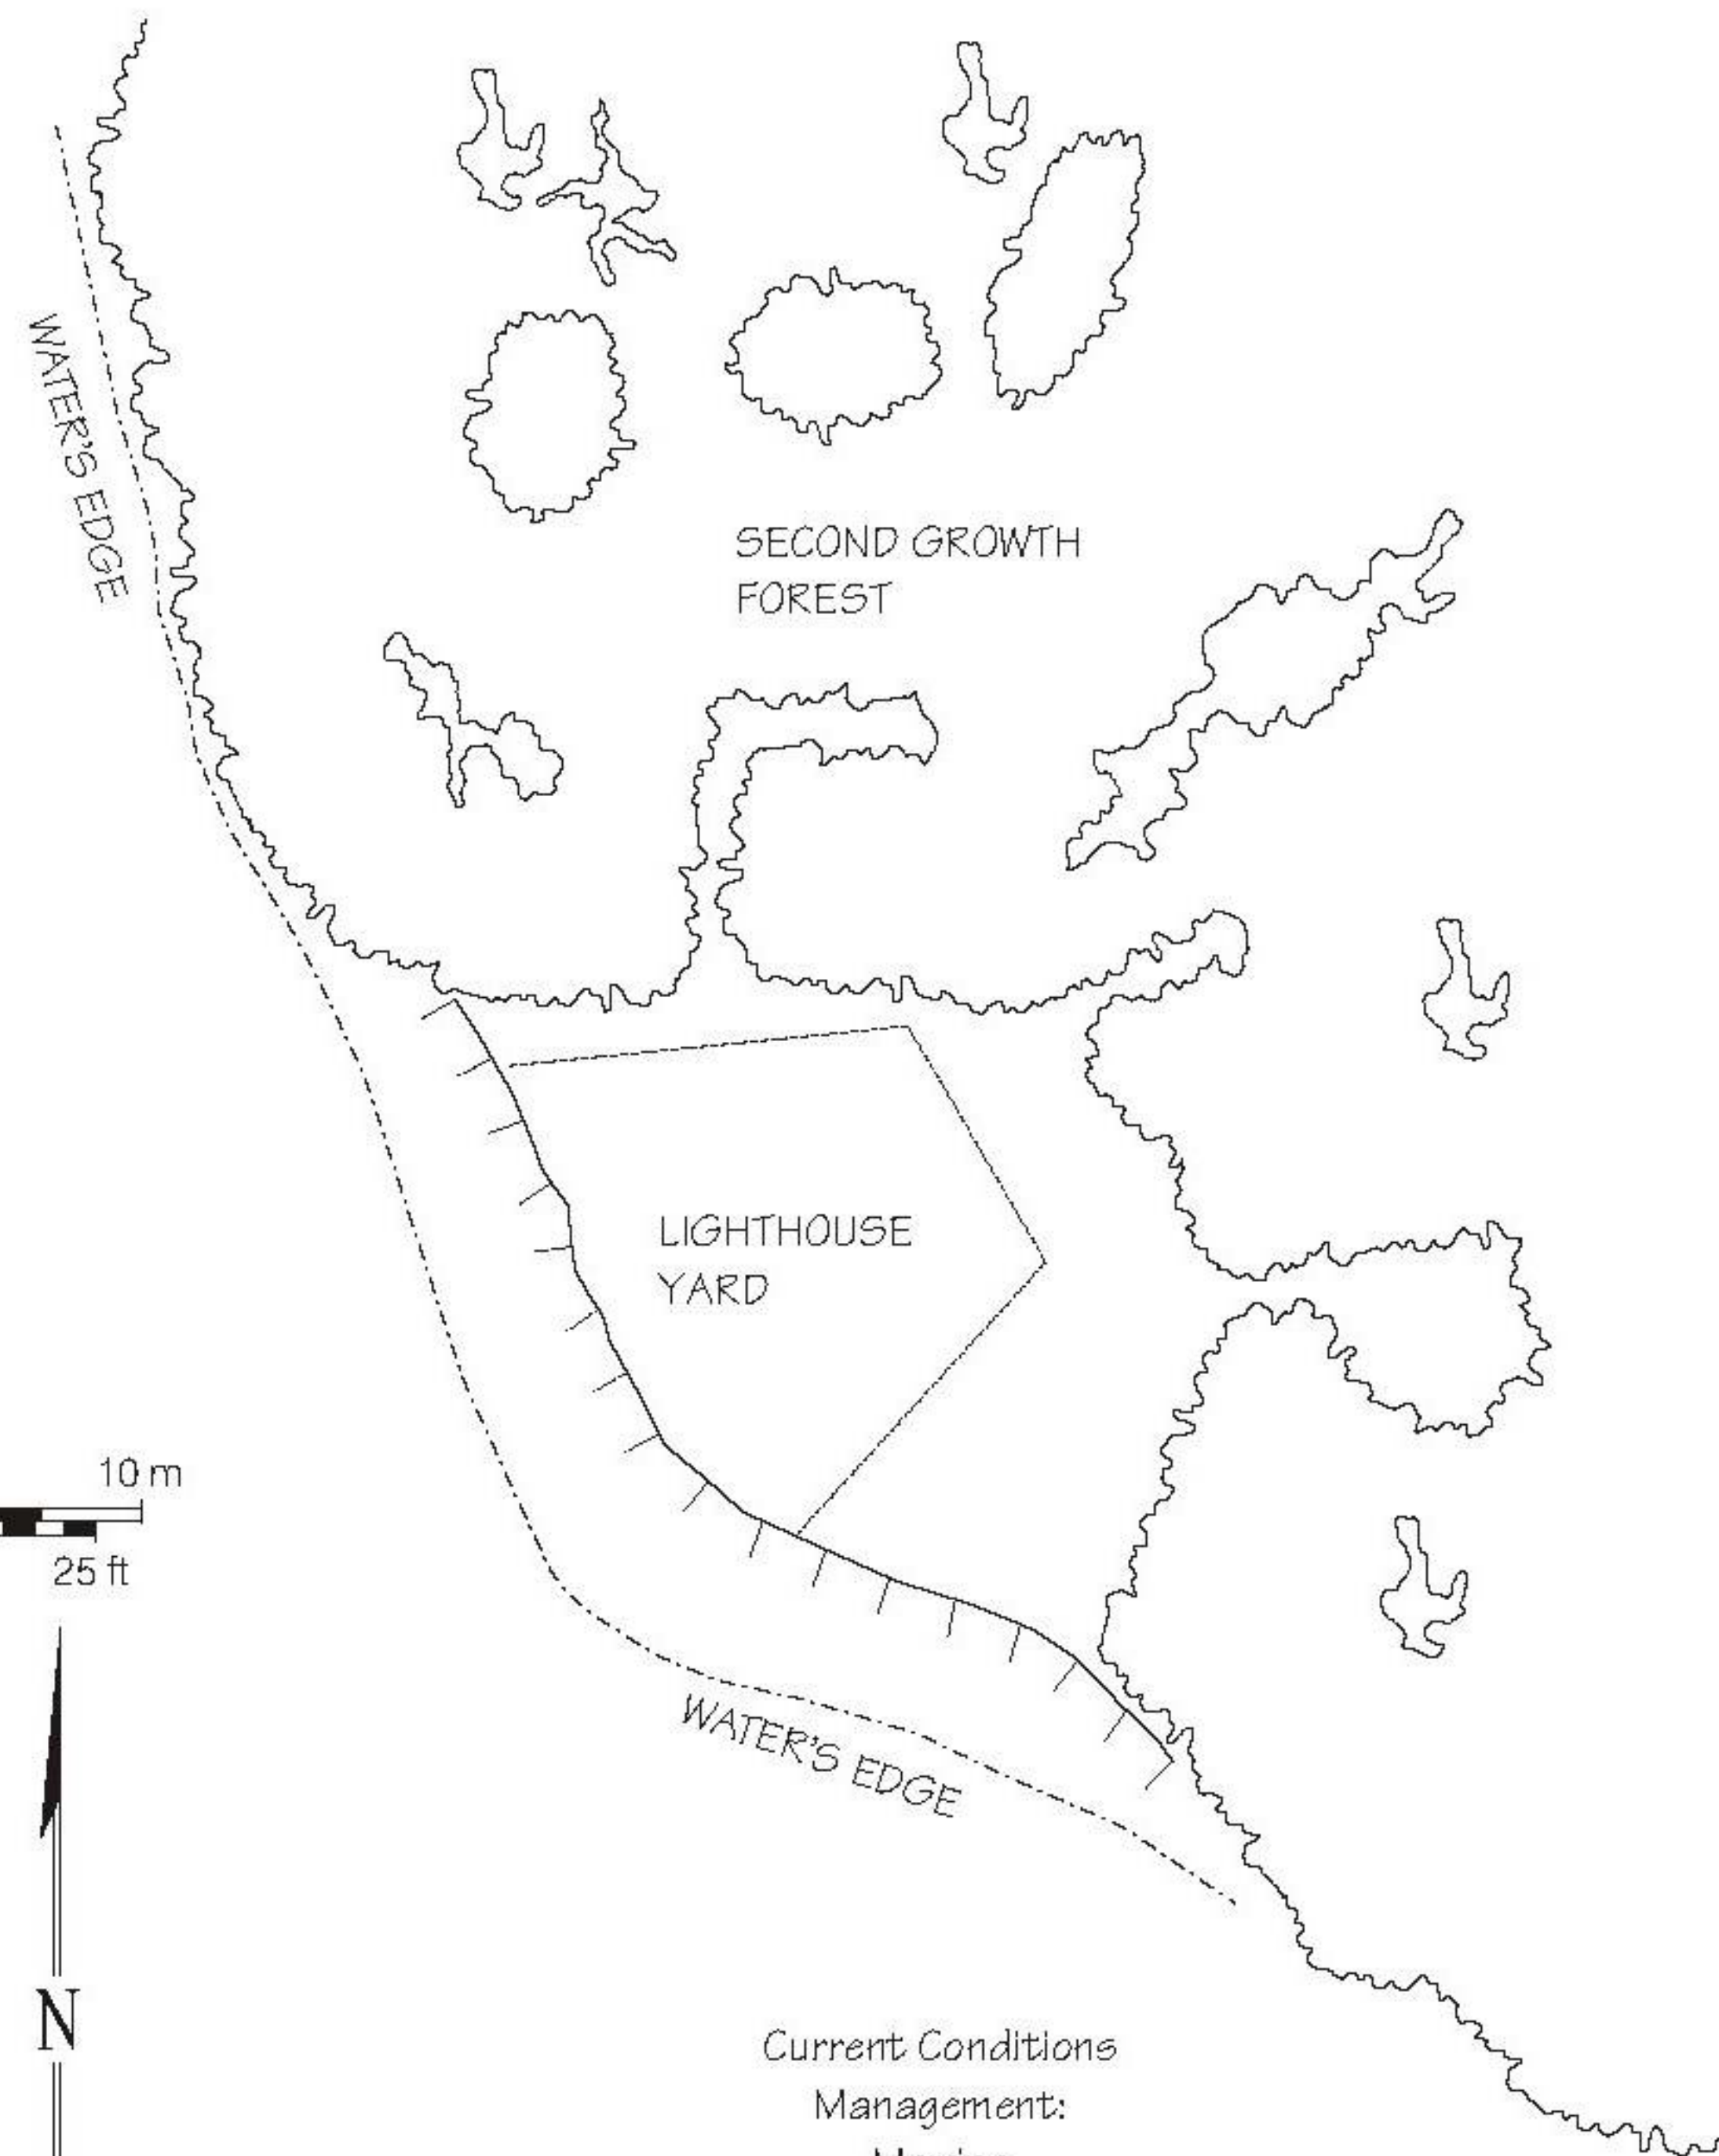 WATER'S EDGE
SECOND GROWTH
FOREST
LIGHTHOUSE
YARD
10 m
25 ft
WATER'S EDGE
N
Current Conditions
Management: